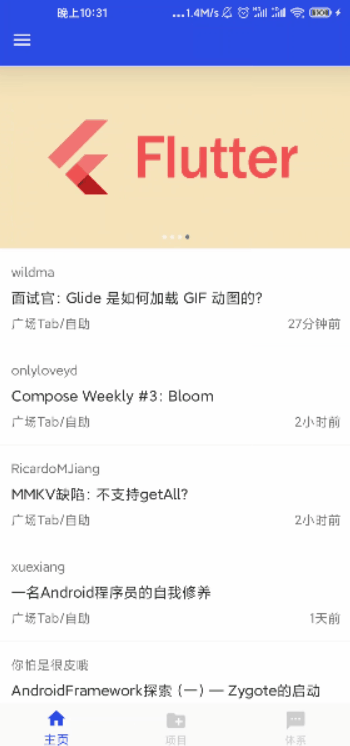 晚上10:31
...1.4M/s
Flutter
wildma
面试官: Glide 是如何加载 GIF 动图的?
广场Tab/自助
27分钟前
onlyloveyd
Compose Weekly #3: Bloom
广场Tab/自助
2小时前
RicardoMJiang
MMKV缺陷: 不支持getAll?
广场Tab/自助
2小时前
xuexiang
一名Android程序员的自我修养
广场Tab/自助
1天前
你怕是很皮哦
AndroidFramework探索 (一) — Zygote的启动
主页
项目
体系